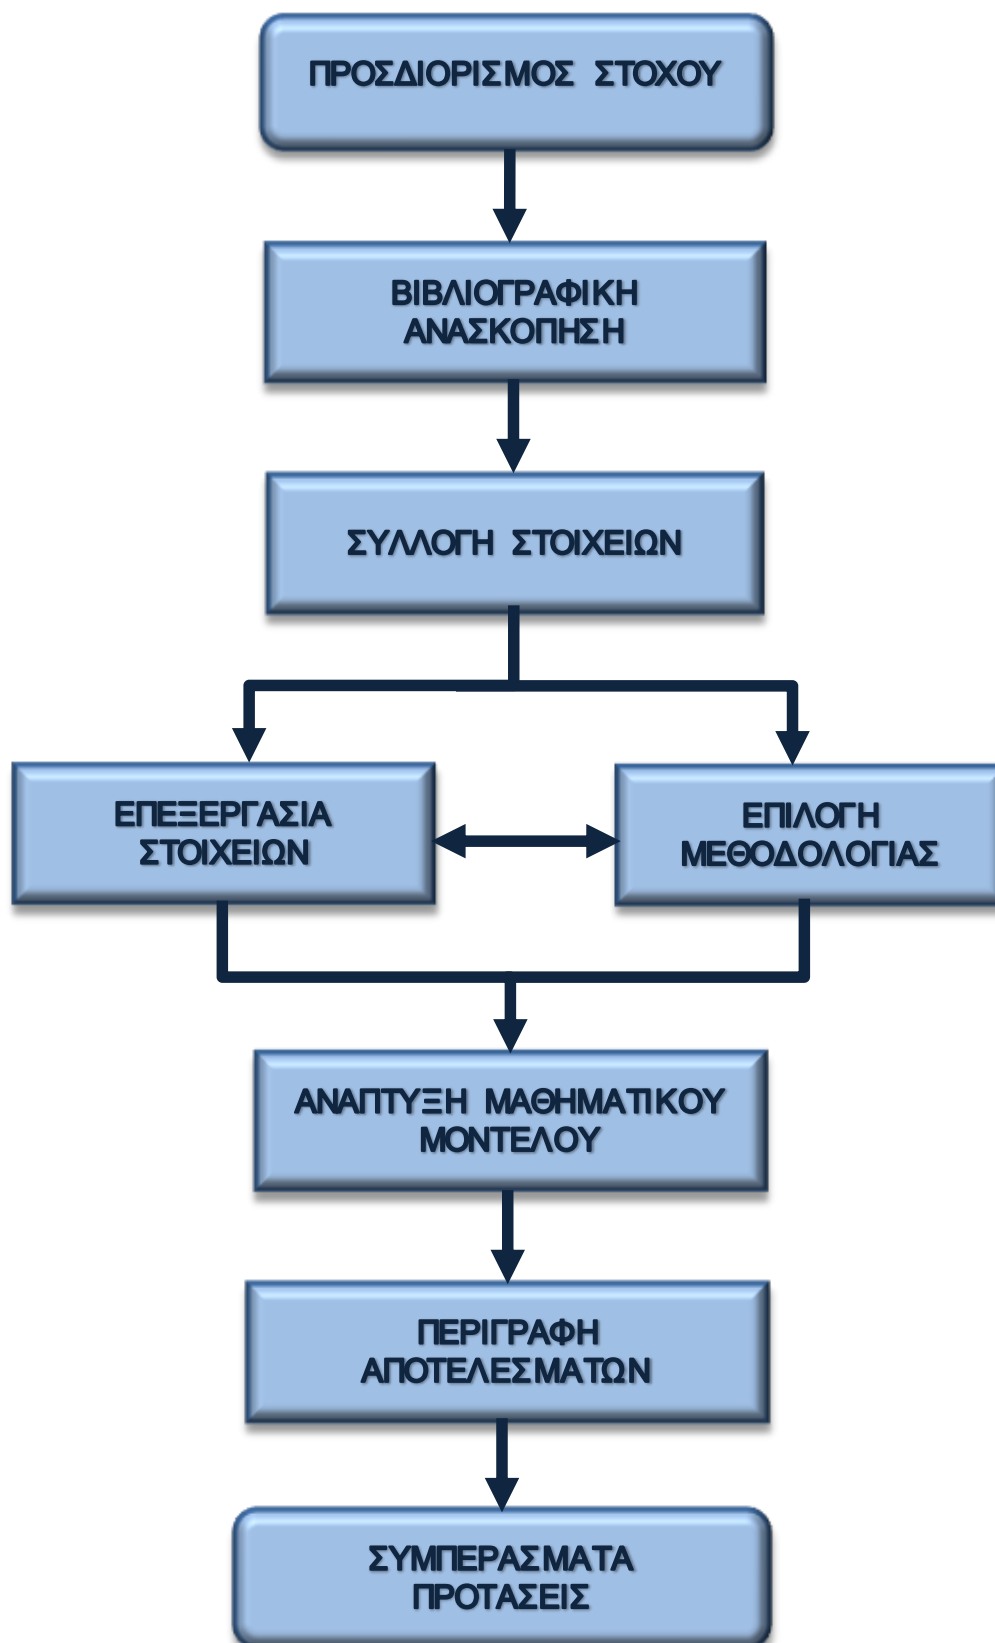 ΠΡΟΣΔΙΟΡΙΣΜΟΣ ΣΤΟΧΟΥ
ΒΙΒΛΙΟΓΡΑΦΙΚΗ
ΑΝΑΣΚΟΠΗΣΗ
ΣΥΛΛΟΓΗ ΣΤΟΙΧΕΙΩΝ
ΕΠΕΞΕΡΓΑΣΙΑ
ΣΤΟΙΧΕΙΩΝ
ΕΠΙΛΟΓΗ
ΜΕΘΟΔΟΛΟΓΙΑΣ
ΑΝΑΠΤΥΞΗ ΜΑΘΗΜΑΤΙΚΟΥ
ΜΟΝΤΕΛΟΥ
ΠΕΡΙΓΡΑΦΗ
ΑΠΟΤΕΛΕΣΜΑΤΩΝ
ΣΥΜΠΕΡΑΣΜΑΤΑ
ΠΡΟΤΑΣΕΙΣ